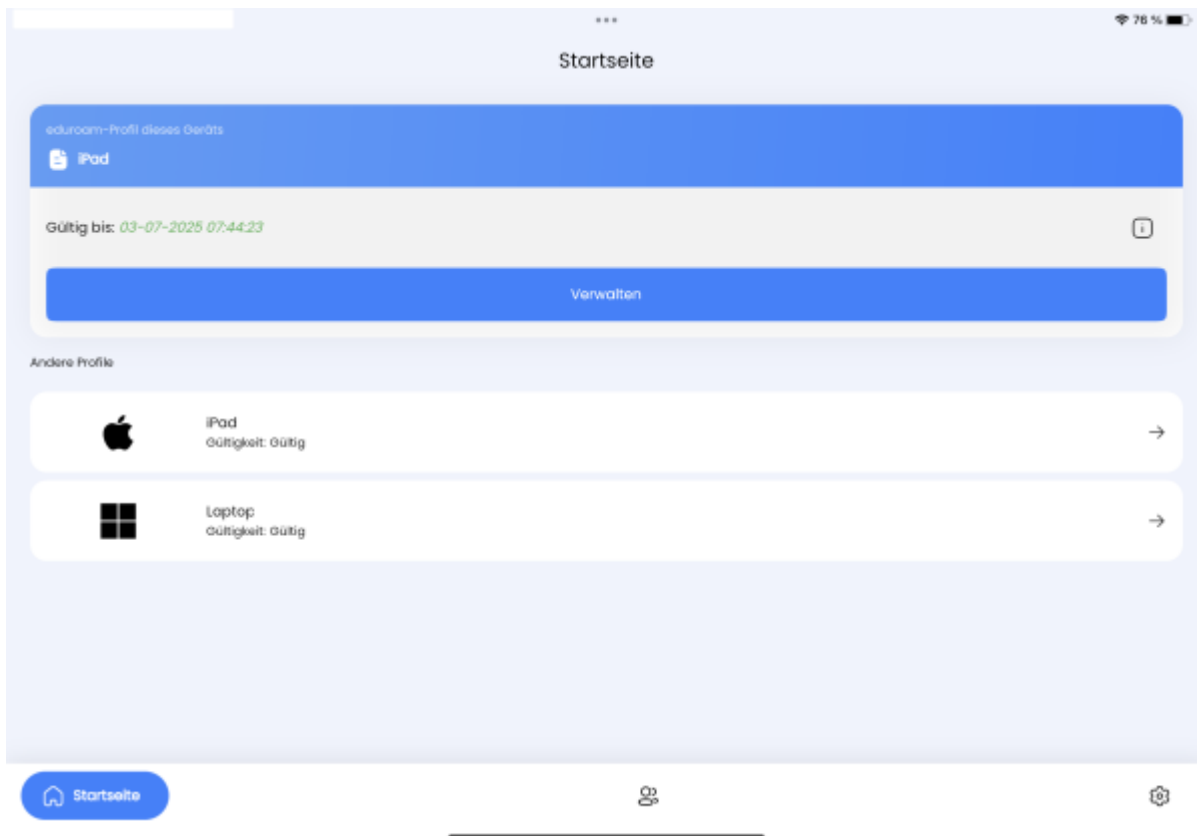 76 %
Startseite
eduroam-Profil dieses Geräts
iPad
Gültig bis: 03-07-2025 07:44:23
Verwalten
Andere Profile
iPad
Gültigkeit: Gültig
Laptop
Gültigkeit: Gültig
Startseite